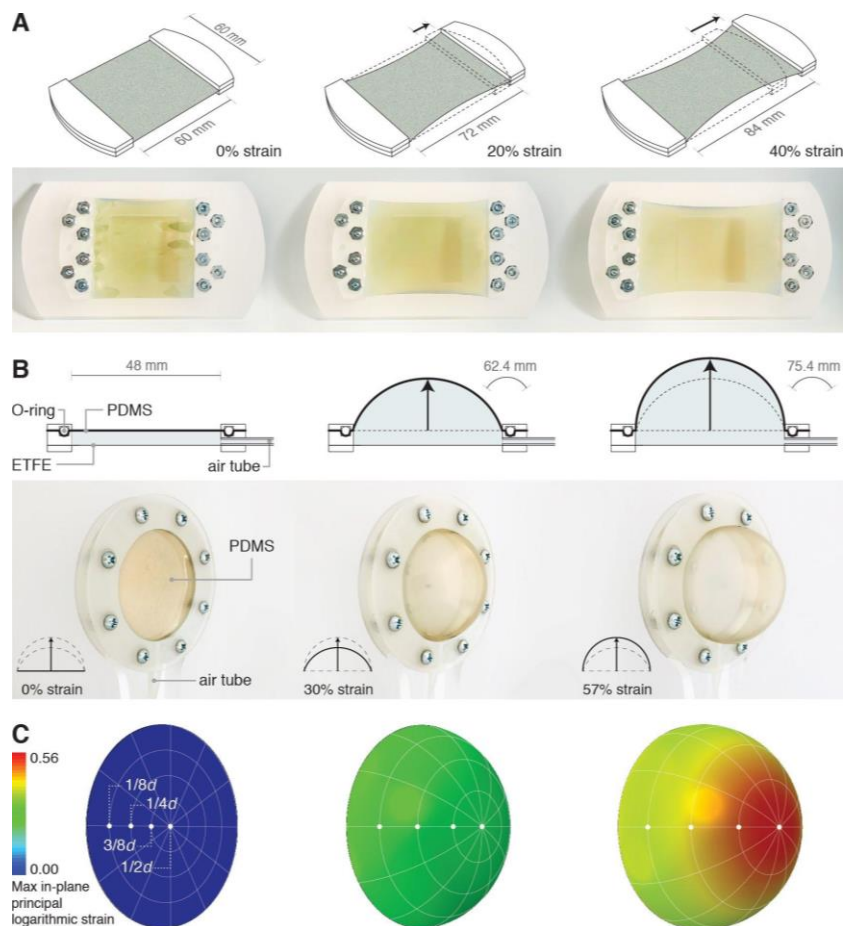 A
60 mm
60 mm
0% strain
72 mm
20% strain
84 mm
40% strain
B
48 mm
62.4 mm
75.4 mm
O-ring
PDMS
ETFE
air tube
PDMS
0% strain
air tube
30% strain
57% strain
C
0.56
0.00
Max in-plane
principal
logarithmic strain
1/8d
1/4d
3/8d
1/2d